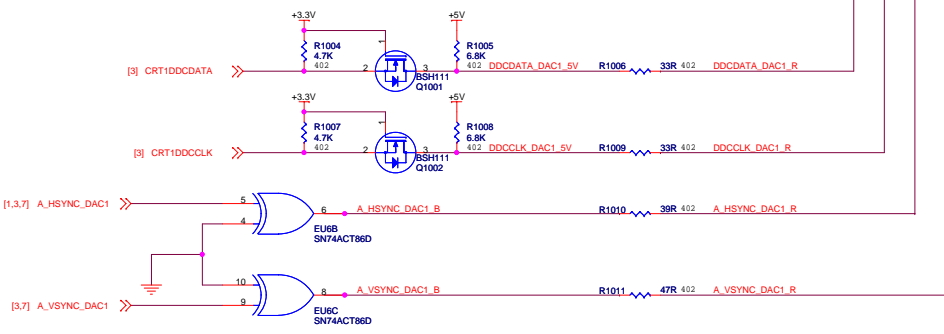 +3.3V
+5V
1
R1004
4.7K
402
R1005
6.8K
402
[3] CRT1DDCDATA
2
3
BSH111
Q1001
DDCDATA_DAC1_5V
R1006
33R 402
DDCDATA_DAC1_R
+3.3V
+5V
1
R1007
4.7K
402
R1008
6.8K
402
[3] CRT1DDCCLK
2
3
BSH111
Q1002
DDCCLK_DAC1_5V
R1009
33R 402
DDCCLK_DAC1_R
[1,3,7] A_HSYNC_DAC1
5
4
6
EU6B
SN74ACT86D
A_HSYNC_DAC1_B
R1010
39R 402
A_HSYNC_DAC1_R
10
9
8
[3,7] A_VSYNC_DAC1
EU6C
SN74ACT86D
A_VSYNC_DAC1_B
R1011
47R 402
A_VSYNC_DAC1_R